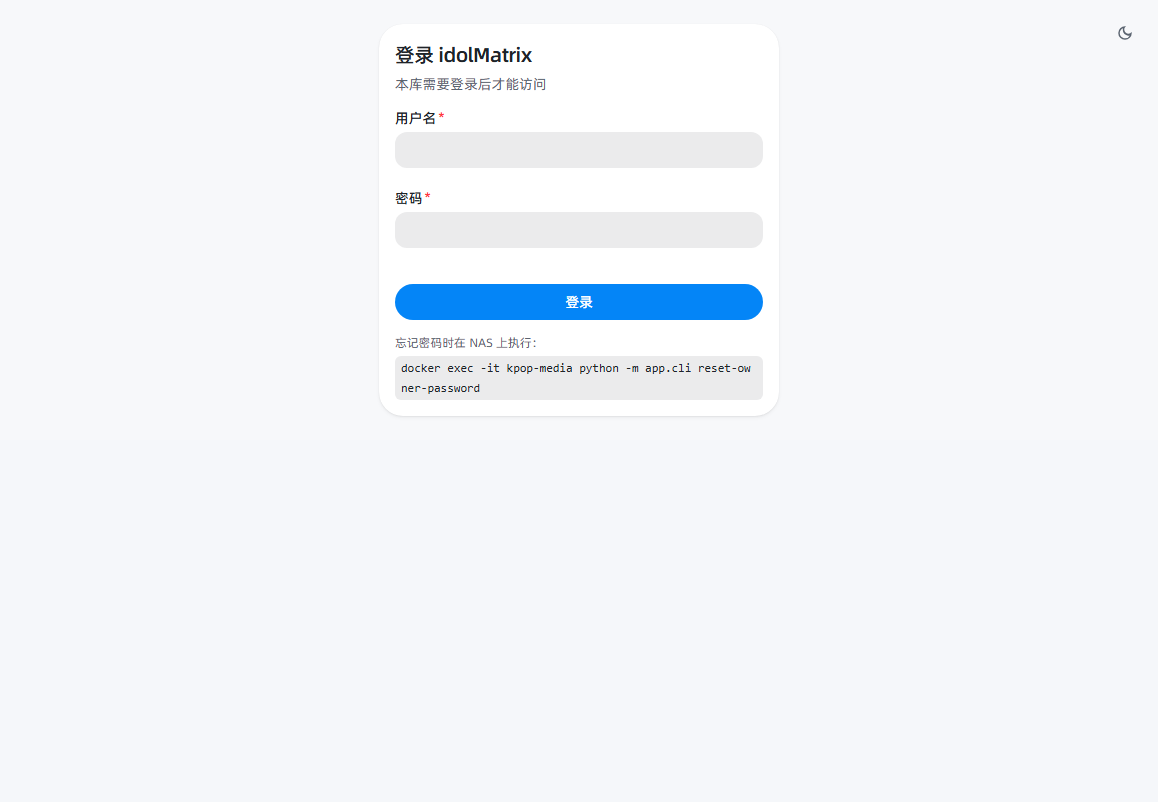 登录 idolMatrix
本库需要登录后才能访问
用户名*
密码*
登录
忘记密码时在 NAS 上执行:
docker exec -it kpop-media python -m app.cli reset-ow
ner-password